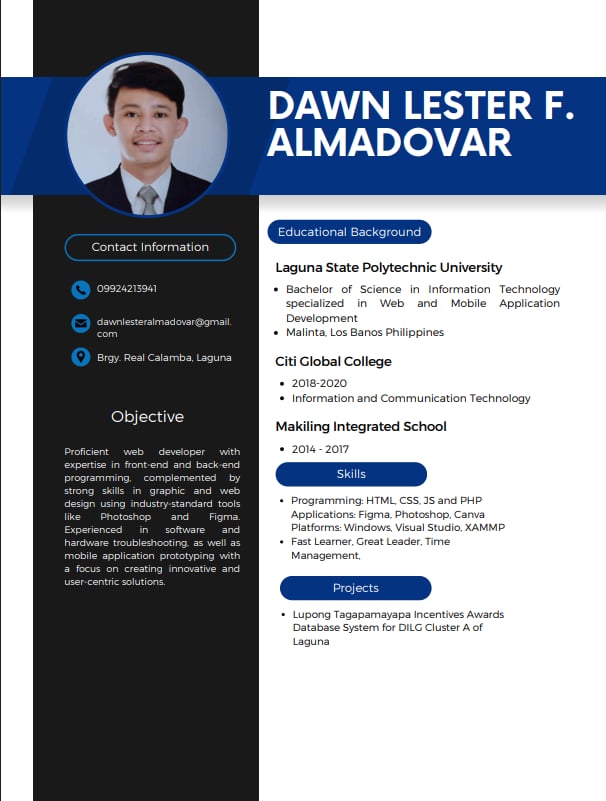 DAWN LESTER F.
ALMADOVAR
Contact Information
09924213941
dawnlesteralmadovar@gmail.
com
Brgy. Real Calamba, Laguna
Objective
Proficient web developer with
expertise in front-end and back-end
programming, complemented by
strong skills in graphic and web
design using industry-standard tools
like Photoshop and Figma.
Experienced in software and
hardware troubleshooting, as well as
mobile application prototyping with
a focus on creating innovative and
user-centric solutions.
Educational Background
Laguna State Polytechnic University
• Bachelor of Science in Information Technology
specialized in Web and Mobile Application
Development
• Malinta, Los Banos Philippines
Citi Global College
• 2018-2020
• Information and Communication Technology
Makiling Integrated School
• 2014 - 2017
Skills
• Programming: HTML, CSS, JS and PHP
Applications: Figma, Photoshop, Canva
Platforms: Windows, Visual Studio, XAMMP
• Fast Learner, Great Leader, Time
Management,
Projects
• Lupong Tagapamayapa Incentives Awards
Database System for DILG Cluster A of
Laguna